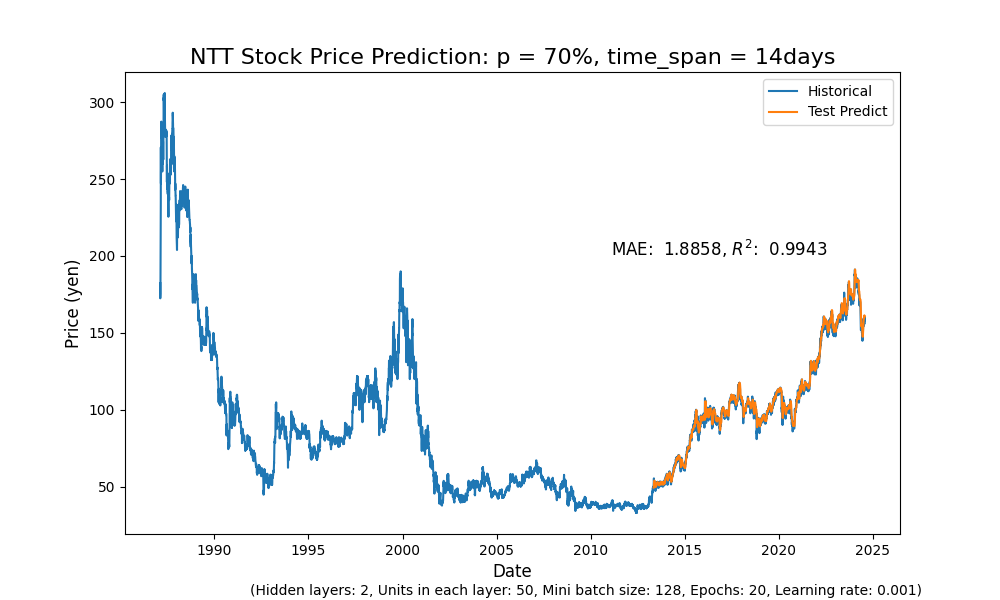 NTT Stock Price Prediction: p = 70%, time_span = 14days
Historical
Test Predict
MAE:  1.8858, R²:  0.9943
Price (yen)
300
250
200
150
100
50
1990 1995 2000 2005 2010 2015 2020 2025
Date
(Hidden layers: 2, Units in each layer: 50, Mini batch size: 128, Epochs: 20, Learning rate: 0.001)